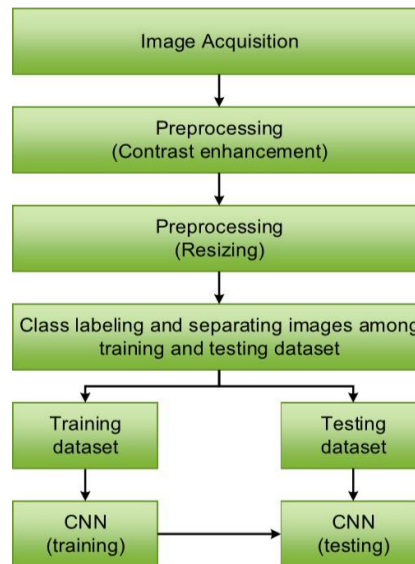 Image Acquisition
Preprocessing
(Contrast enhancement)
Preprocessing
(Resizing)
Class labeling and separating images among
training and testing dataset
Training
dataset
Testing
dataset
CNN
(training)
CNN
(testing)